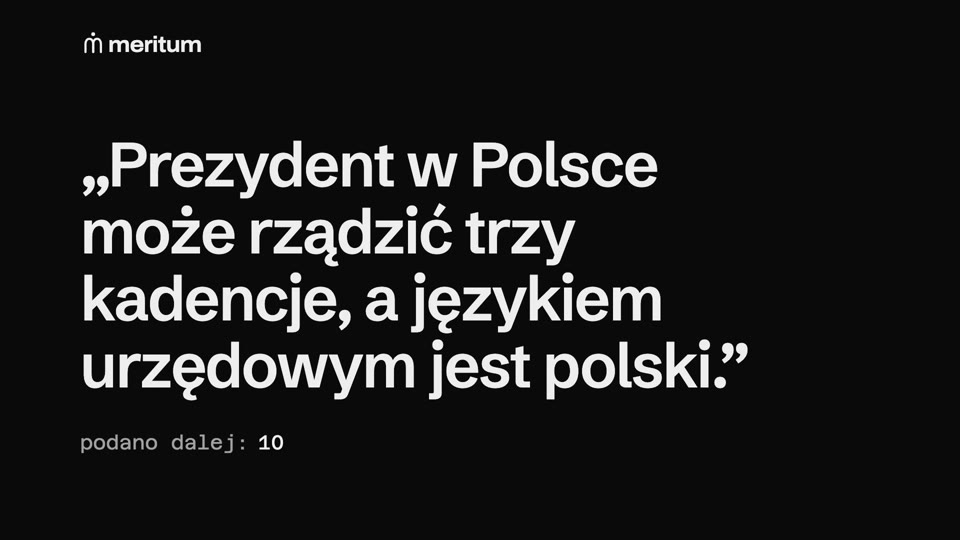 meritum
„Prezydent w Polsce
może rządzić trzy
kadencje, a językiem
urzędowym jest polski.”
podano dalej: 10